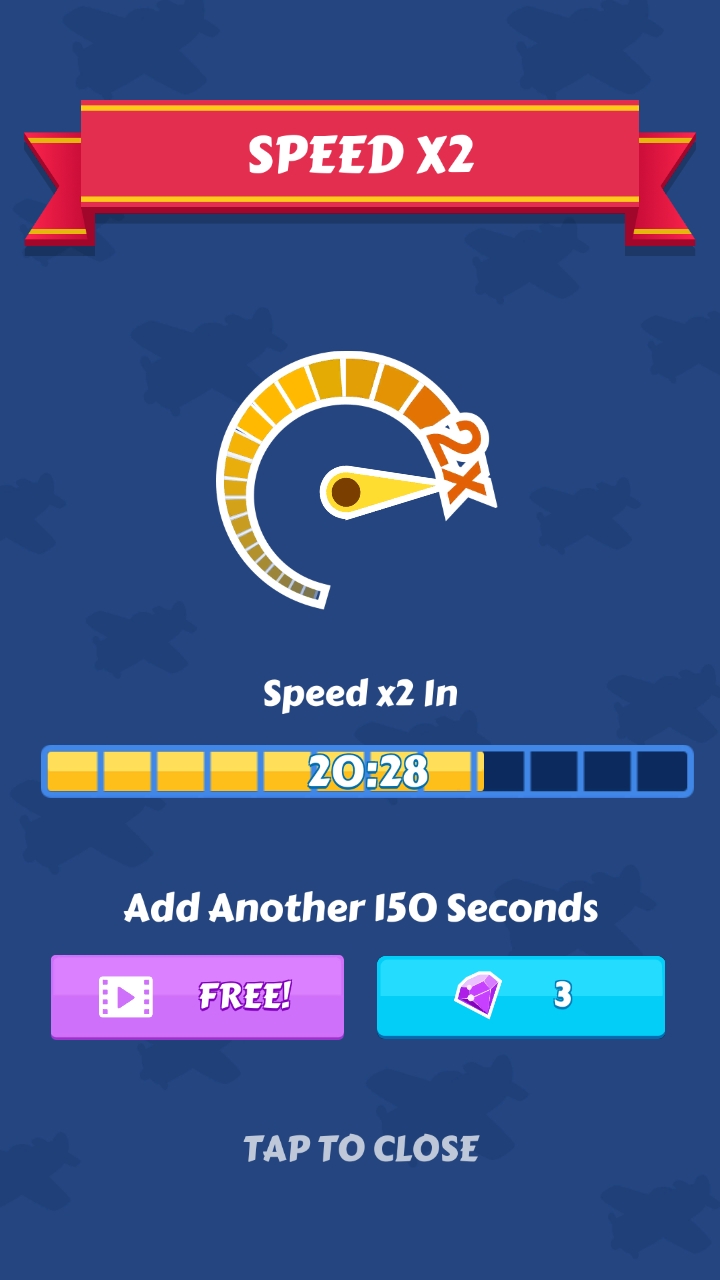 SPEED X2
2x
Speed x2 In
20:28
Add Another 150 Seconds
FREE!
3
TAP TO CLOSE